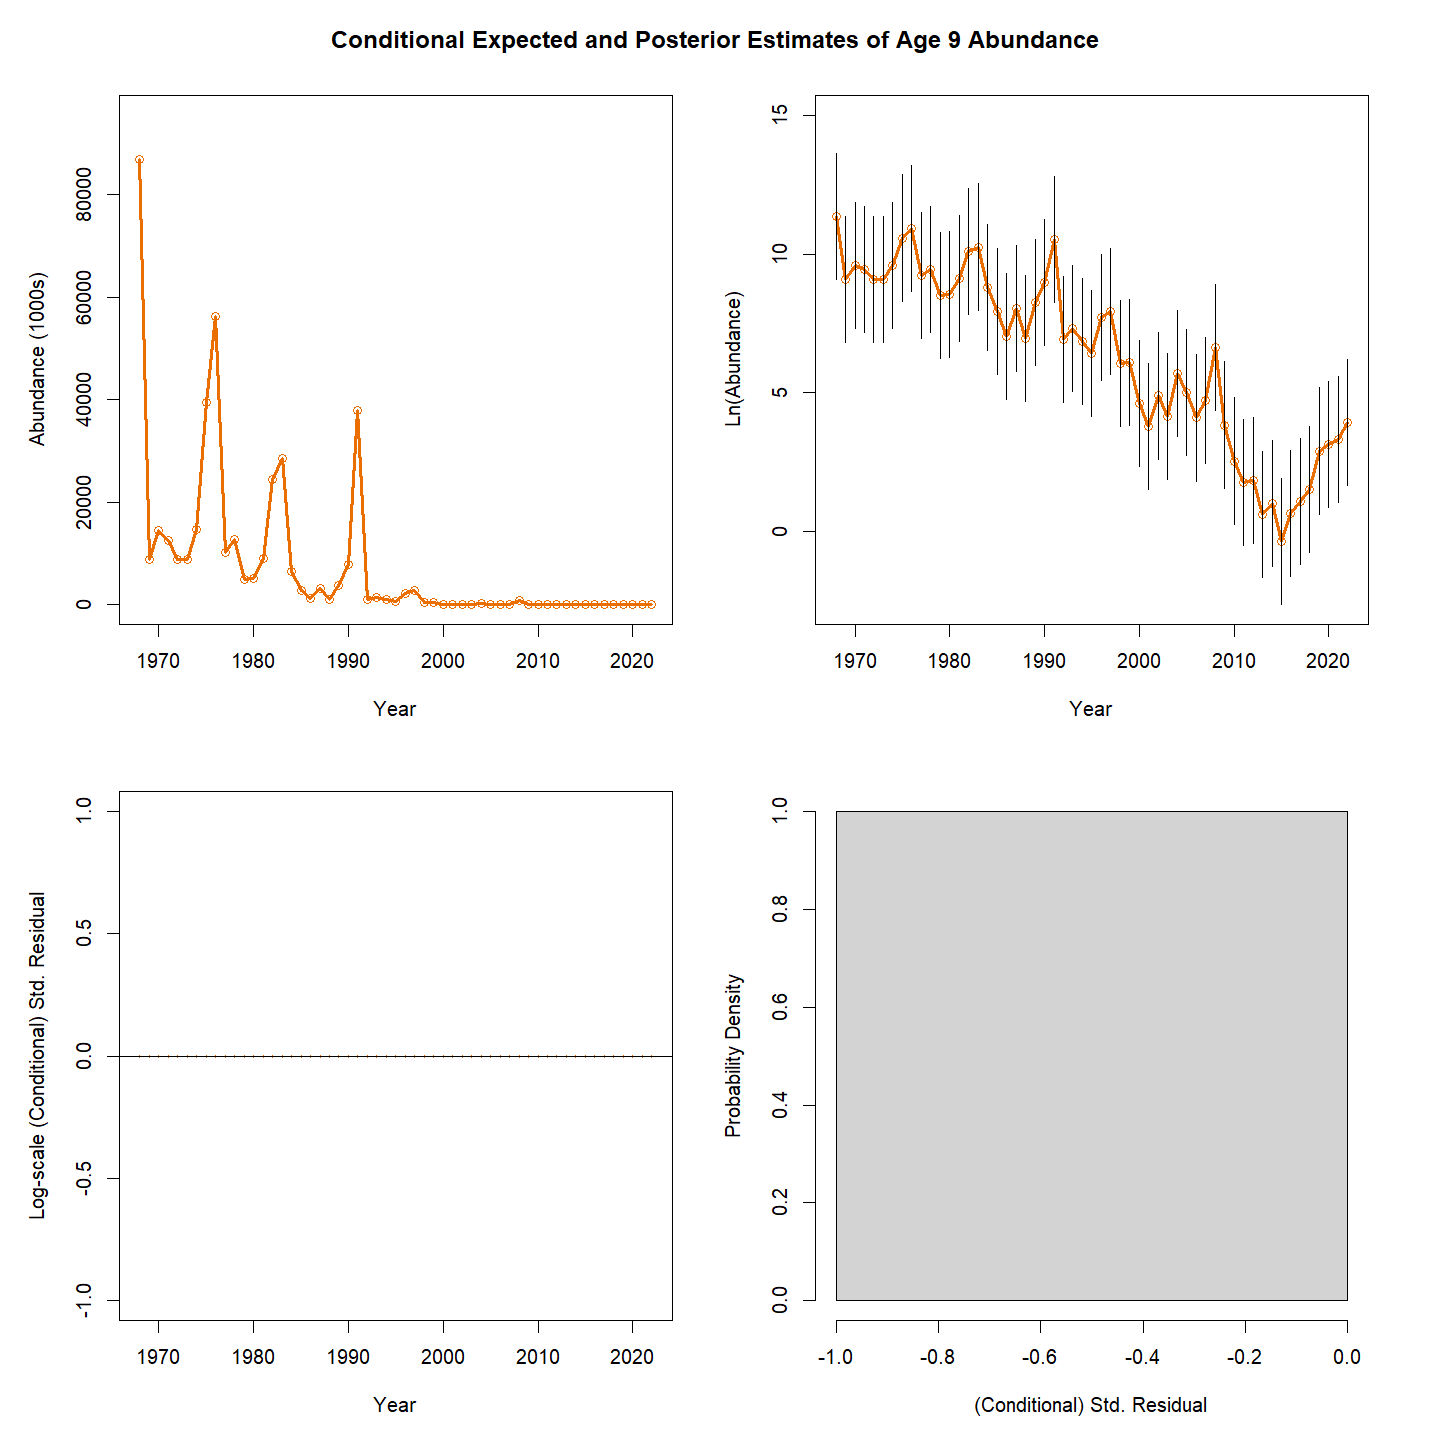 Conditional Expected and Posterior Estimates of Age 9 Abundance
Abundance (1000s)
80000
60000
40000
20000
0
1970 1980 1990 2000 2010 2020
Year
Ln(Abundance)
15
10
5
0
1970 1980 1990 2000 2010 2020
Year
Log-scale (Conditional) Std. Residual
1.0
0.5
0.0
-0.5
-1.0
1970 1980 1990 2000 2010 2020
Year
Probability Density
1.0
0.8
0.6
0.4
0.2
0.0
-1.0 -0.8 -0.6 -0.4 -0.2 0.0
(Conditional) Std. Residual